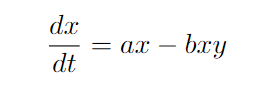 dx/dt = ax − bxy